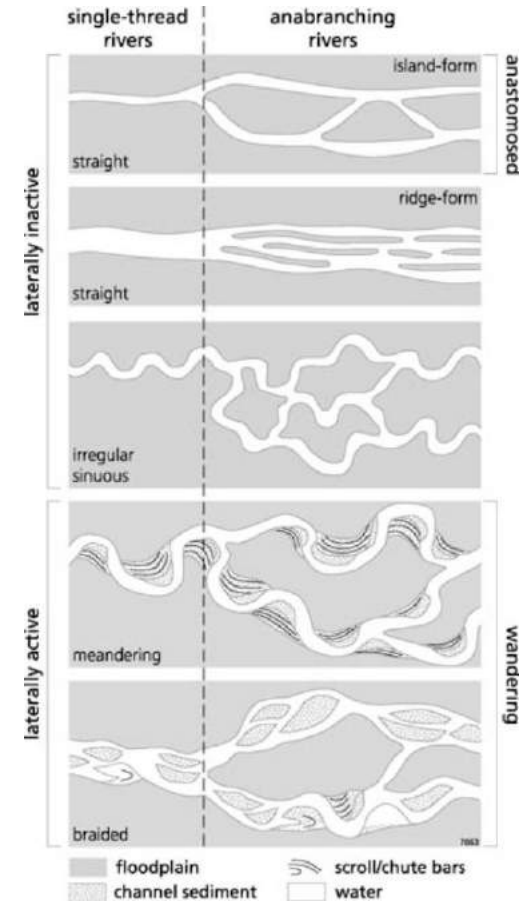 single-thread
rivers
anabranching
rivers
island-form
straight
anastomosed
laterally inactive
ridge-form
straight
irregular
sinuous
laterally active
meandering
wandering
braided
7663
floodplain
scroll/chute bars
channel sediment
water